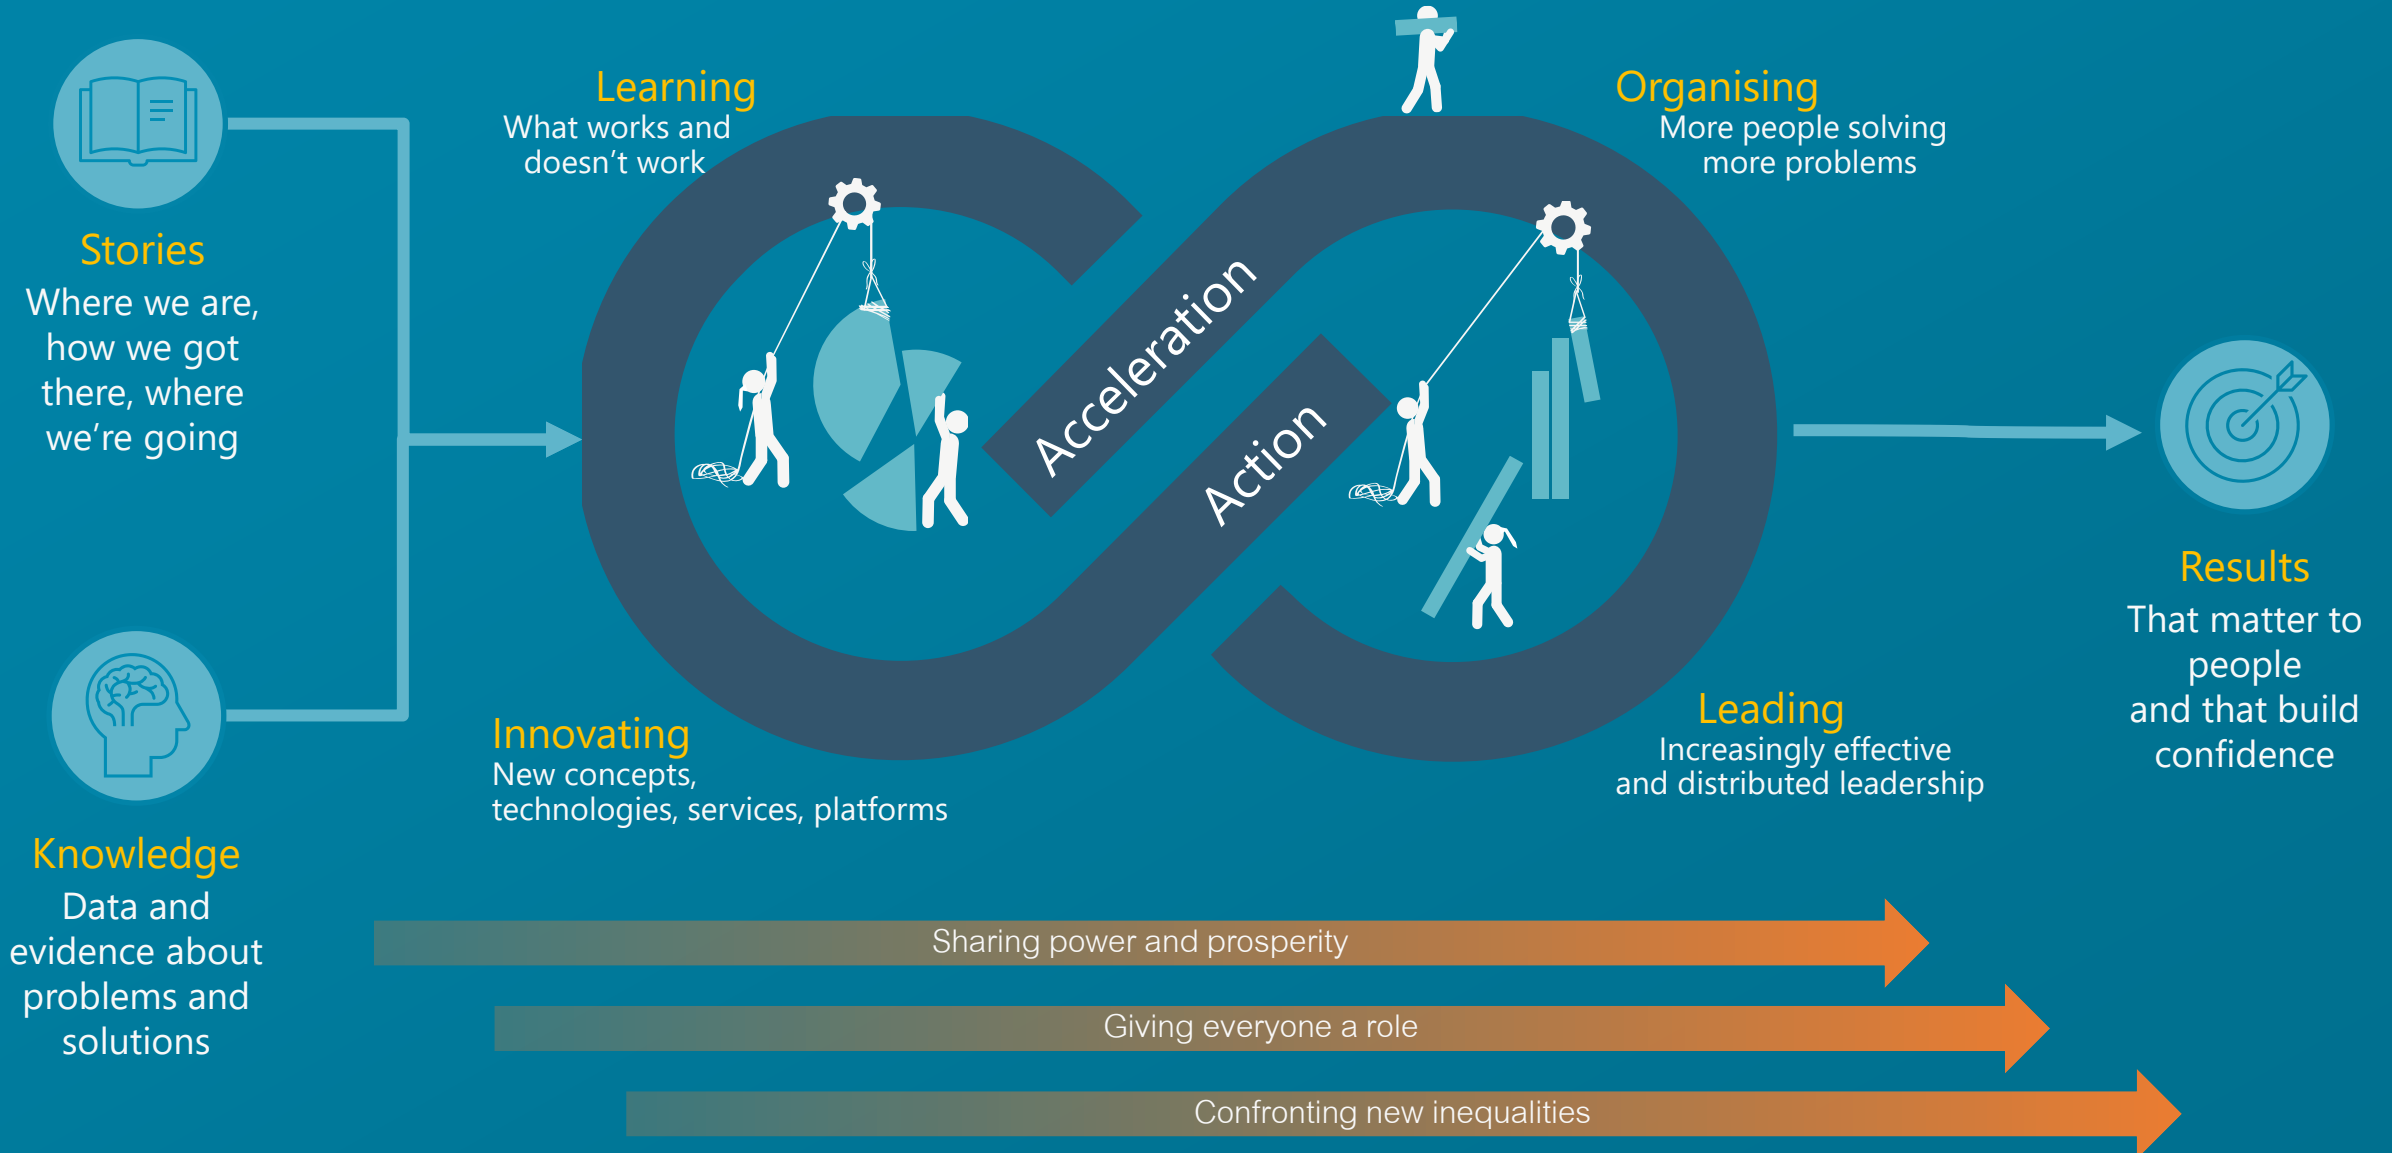 Stories
Where we are,
how we got
there, where
we’re going
Knowledge
Data and
evidence about
problems and
solutions
Learning
What works and
doesn’t work
Innovating
New concepts,
technologies, services, platforms
Acceleration
Action
Organising
More people solving
more problems
Leading
Increasingly effective
and distributed leadership
Results
That matter to
people
and that build
confidence
Sharing power and prosperity
Giving everyone a role
Confronting new inequalities